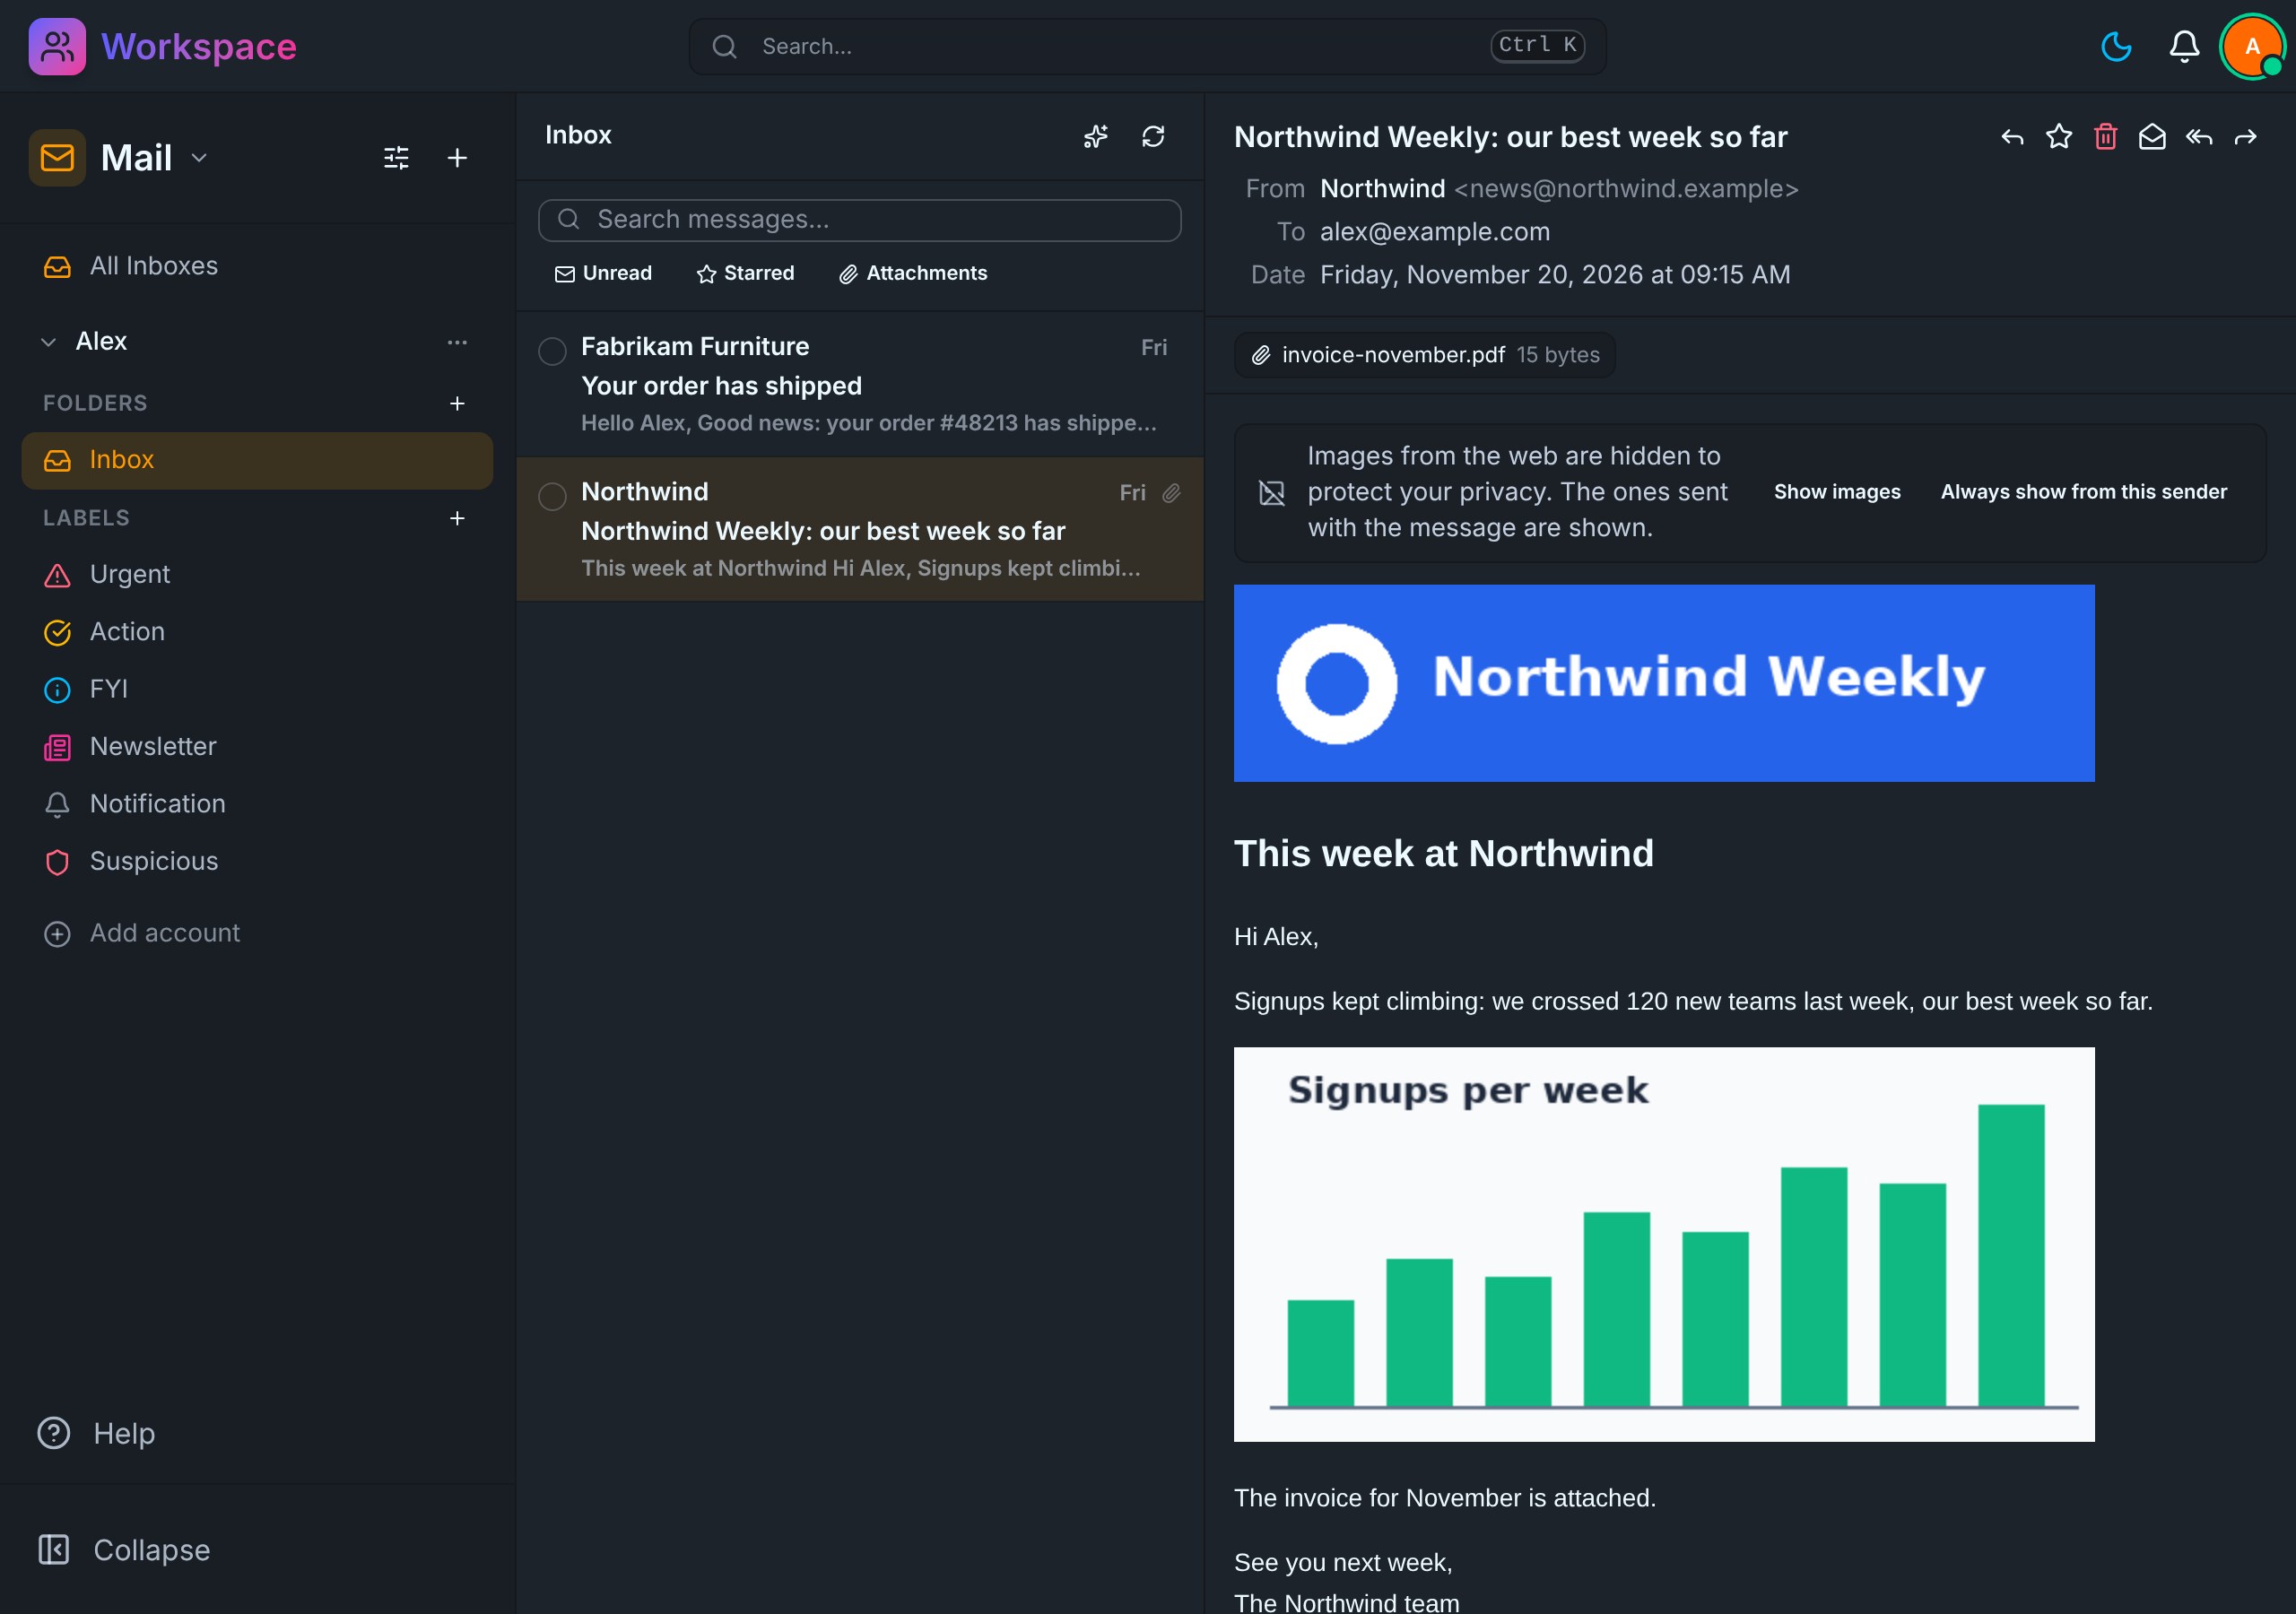 Workspace
Search...
Ctrl K
A
Mail
All Inboxes
Alex
FOLDERS
Inbox
LABELS
Urgent
Action
FYI
Newsletter
Notification
Suspicious
Add account
Help
Collapse
Inbox
Search messages...
Unread
Starred
Attachments
Fabrikam Furniture
Fri
Your order has shipped
Hello Alex, Good news: your order #48213 has shippe...
Northwind
Fri
Northwind Weekly: our best week so far
This week at Northwind Hi Alex, Signups kept climbi...
Northwind Weekly: our best week so far
From Northwind <news@northwind.example>
To alex@example.com
Date Friday, November 20, 2026 at 09:15 AM
invoice-november.pdf 15 bytes
Images from the web are hidden to
protect your privacy. The ones sent
with the message are shown.
Show images
Always show from this sender
Northwind Weekly
This week at Northwind
Hi Alex,
Signups kept climbing: we crossed 120 new teams last week, our best week so far.
Signups per week
The invoice for November is attached.
See you next week,
The Northwind team